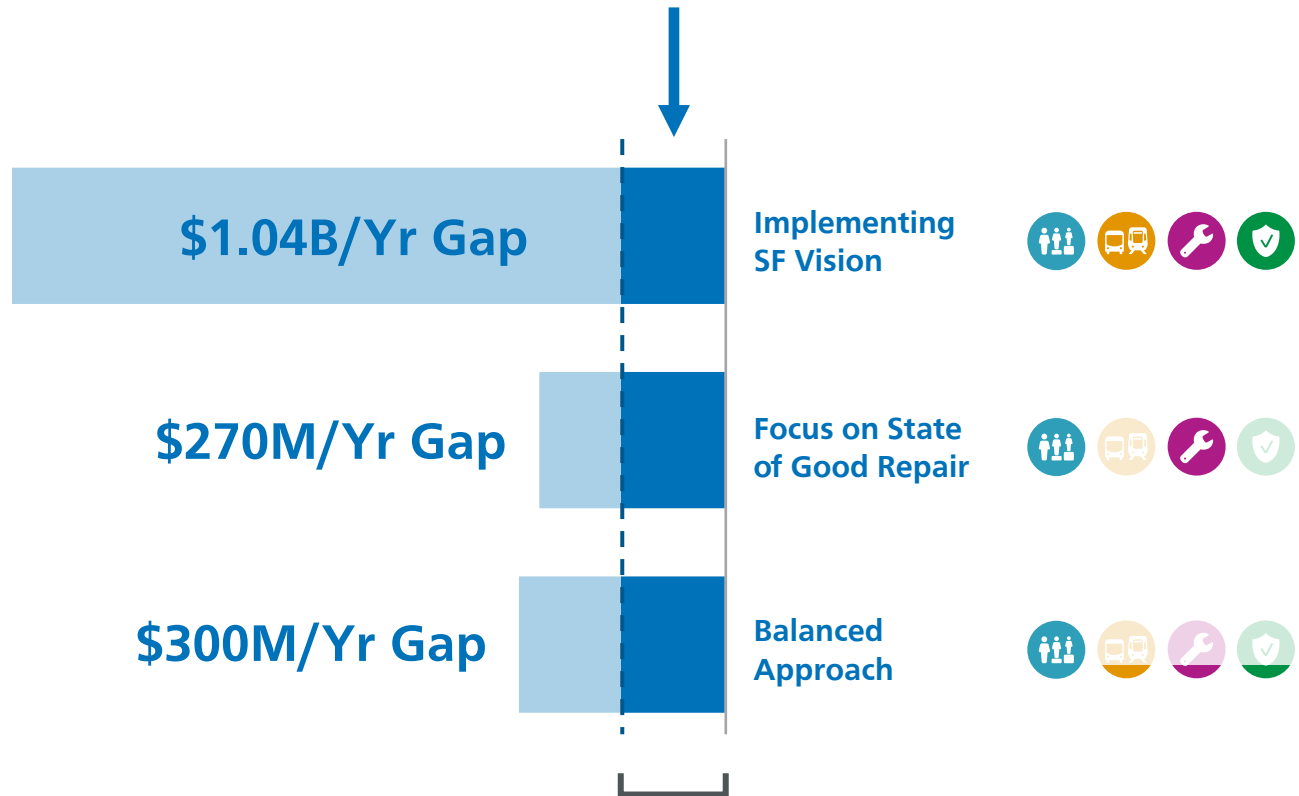 $1.04B/Yr Gap
Implementing
SF Vision
$270M/Yr Gap
Focus on State
of Good Repair
$300M/Yr Gap
Balanced
Approach